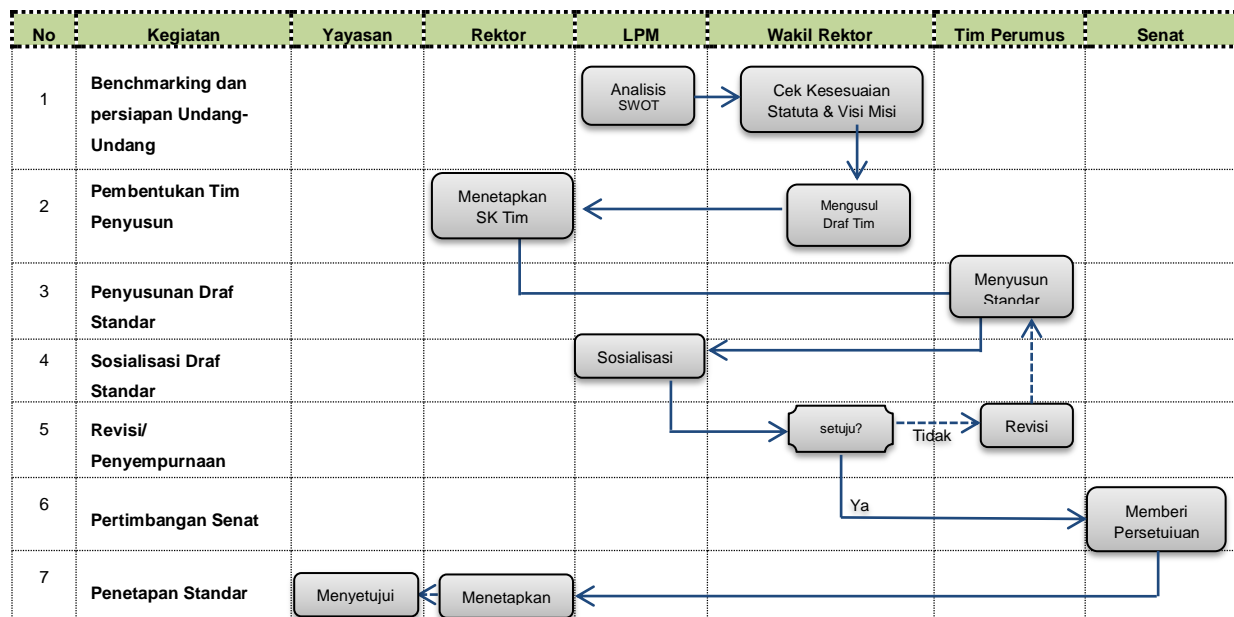 No Kegiatan Yayasan Rektor LPM Wakil Rektor Tim Perumus Senat
1
Benchmarking dan
persiapan Undang-
Undang
Analisis
SWOT
Cek Kesesuaian
Statuta & Visi Misi
2
Pembentukan Tim
Penyusun
Menetapkan
SK Tim
Mengusul
Draf Tim
3
Penyusunan Draf
Standar
Menyusun
Standar
4
Sosialisasi Draf
Standar
Sosialisasi
5
Revisi/
Penyempurnaan
setuju?
Tidak
Revisi
6
Pertimbangan Senat
Ya
Memberi
Persetuiuan
7
Penetapan Standar
Menyetujui
Menetapkan